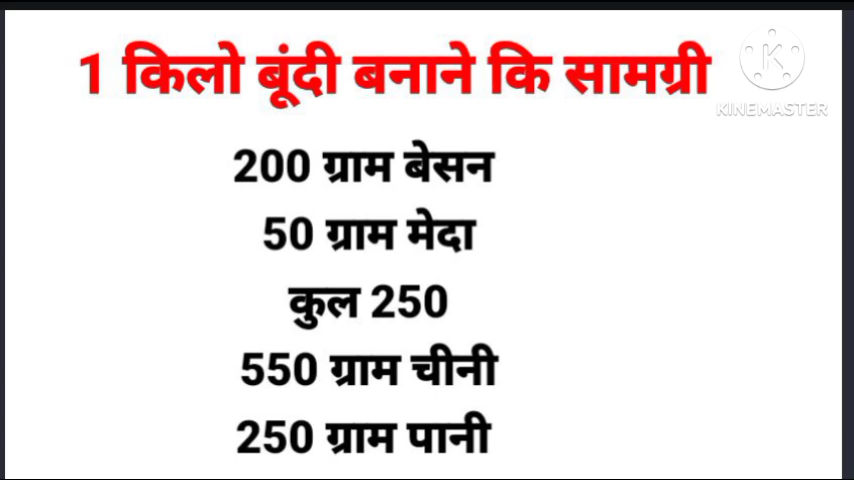 1 किलो बूंदी बनाने कि सामग्री
KINEMASTER
200 ग्राम बेसन
50 ग्राम मेदा
कुल 250
550 ग्राम चीनी
250 ग्राम पानी